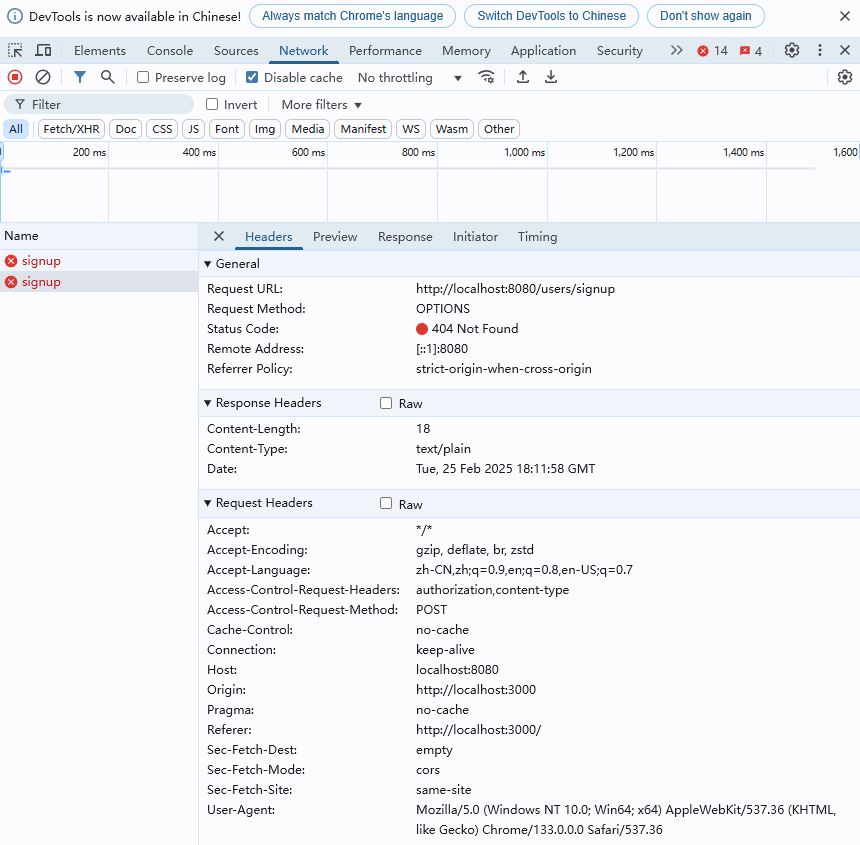 DevTools is now available in Chinese! Always match Chrome's language Switch DevTools to Chinese Don't show again
Elements Console Sources Network Performance Memory Application Security 14 4
Preserve log Disable cache No throttling
Filter Invert More filters
All Fetch/XHR Doc CSS JS Font Img Media Manifest WS Wasm Other
200 ms 400 ms 600 ms 800 ms 1,000 ms 1,200 ms 1,400 ms 1,600
Name
signup
signup
Headers Preview Response Initiator Timing
General
Request URL: http://localhost:8080/users/signup
Request Method: OPTIONS
Status Code: 404 Not Found
Remote Address: [::1]:8080
Referrer Policy: strict-origin-when-cross-origin
Response Headers Raw
Content-Length: 18
Content-Type: text/plain
Date: Tue, 25 Feb 2025 18:11:58 GMT
Request Headers Raw
Accept: */*
Accept-Encoding: gzip, deflate, br, zstd
Accept-Language: zh-CN,zh;q=0.9,en;q=0.8,en-US;q=0.7
Access-Control-Request-Headers: authorization,content-type
Access-Control-Request-Method: POST
Cache-Control: no-cache
Connection: keep-alive
Host: localhost:8080
Origin: http://localhost:3000
Pragma: no-cache
Referer: http://localhost:3000/
Sec-Fetch-Dest: empty
Sec-Fetch-Mode: cors
Sec-Fetch-Site: same-site
User-Agent: Mozilla/5.0 (Windows NT 10.0; Win64; x64) AppleWebKit/537.36 (KHTML,
like Gecko) Chrome/133.0.0.0 Safari/537.36